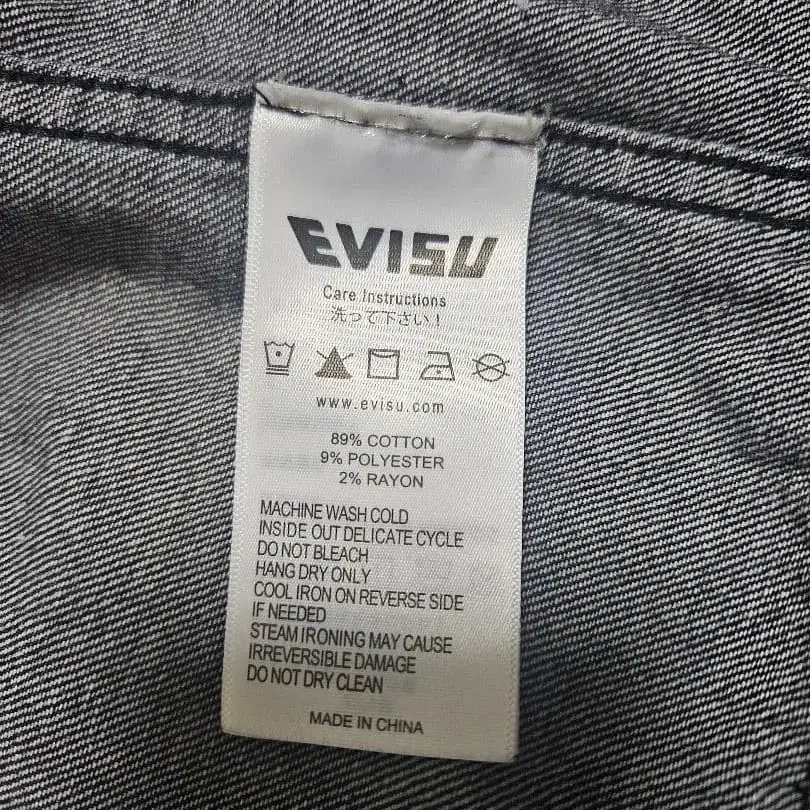 EVISU
Care Instructions
洗って下さい!
www.evisu.com
89% COTTON
9% POLYESTER
2% RAYON
MACHINE WASH COLD
INSIDE OUT DELICATE CYCLE
DO NOT BLEACH
HANG DRY ONLY
COOL IRON ON REVERSE SIDE
IF NEEDED
STEAM IRONING MAY CAUSE
IRREVERSIBLE DAMAGE
DO NOT DRY CLEAN
MADE IN CHINA